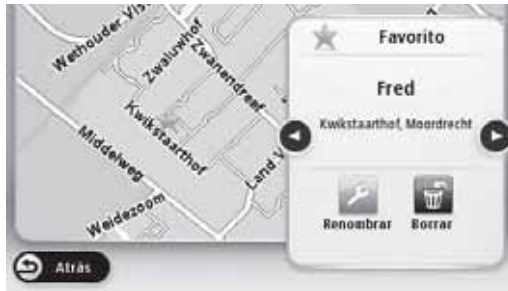 Wethouder Vis
Zwaluwhof
Zwanendreef
Kwikstaarthof
Middelweg
Land V
Weidezoom
Favorito
Fred
Kwikstaarthof, Moordrecht
Renombrar
Borrar
Atrás